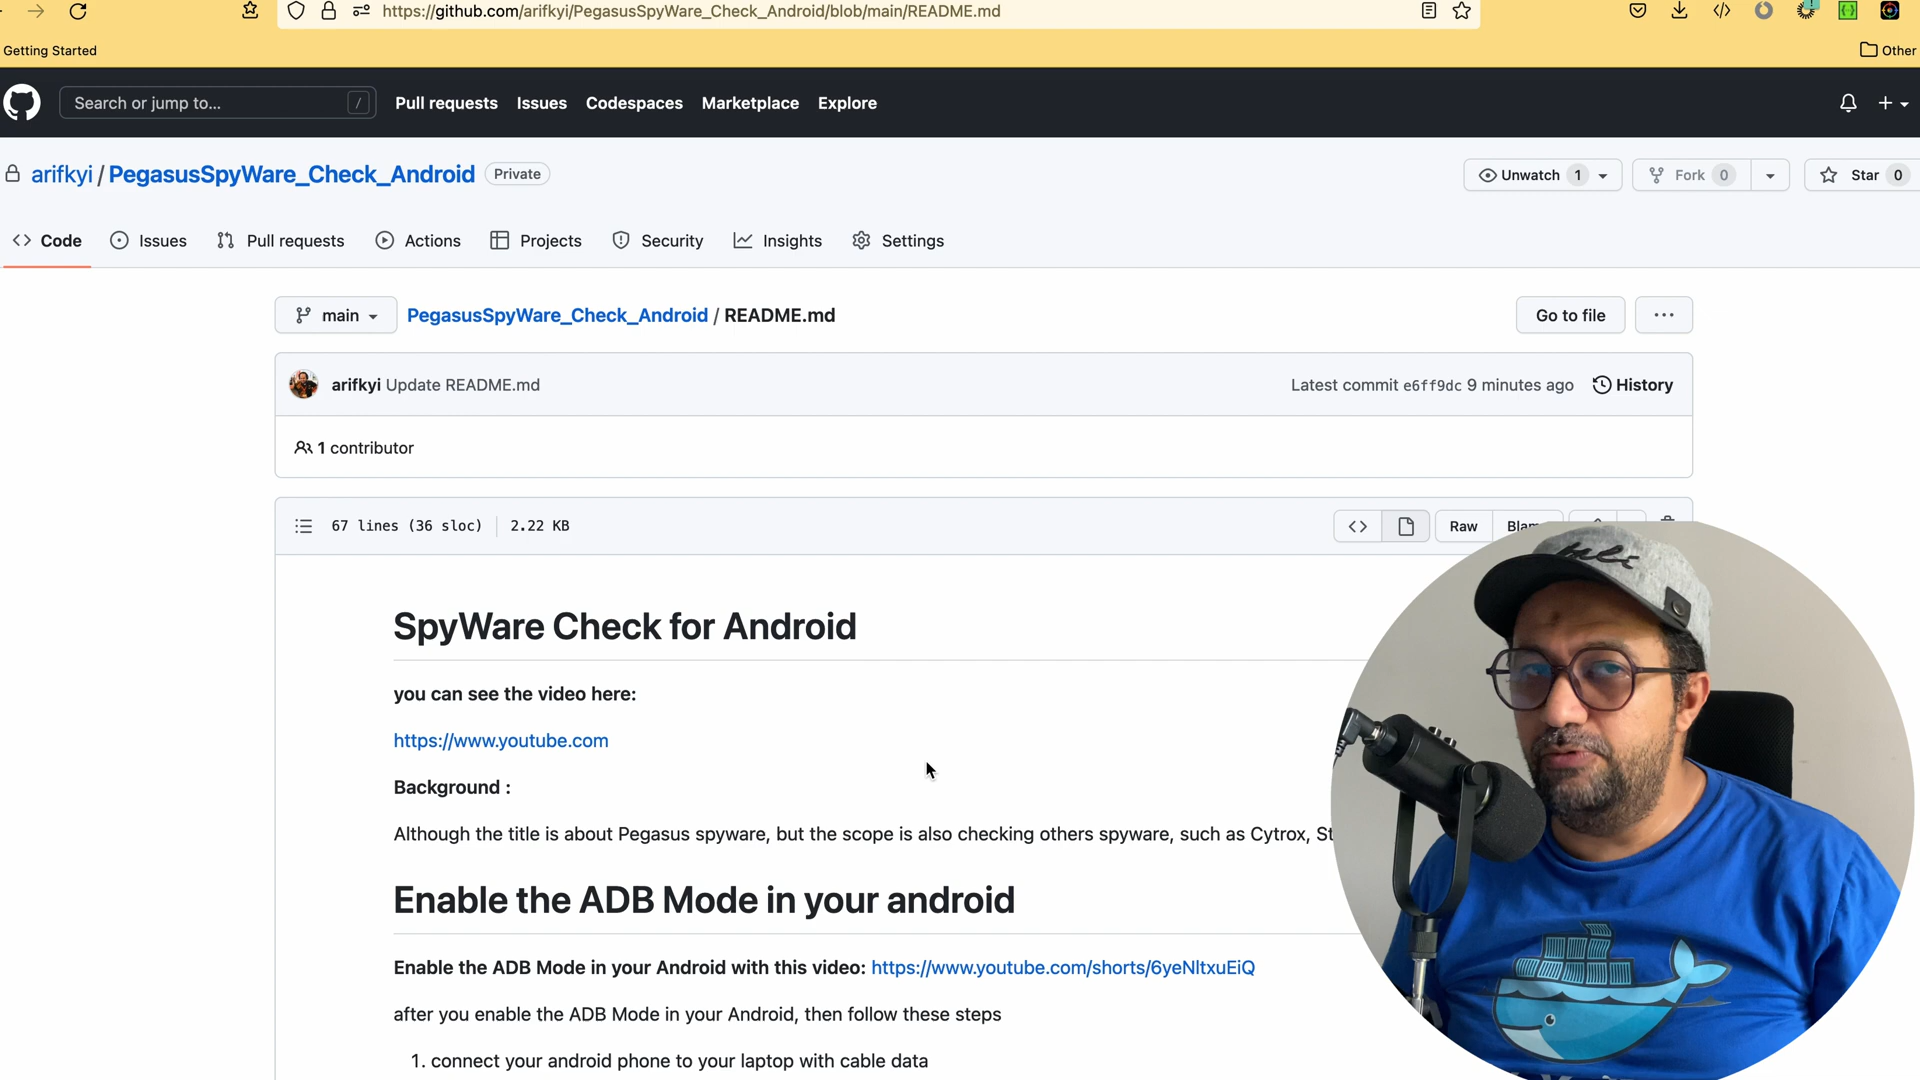 https://github.com/arifkyi/PegasusSpyWare_Check_Android/blob/main/README.md
Getting Started
Other
Search or jump to... /
Pull requests Issues Codespaces Marketplace Explore
arifkyi / PegasusSpyWare_Check_Android Private
Unwatch 1 Fork 0 Star 0
Code Issues Pull requests Actions Projects Security Insights Settings
main PegasusSpyWare_Check_Android / README.md Go to file ...
arifkyi Update README.md Latest commit e6ff9dc 9 minutes ago History
1 contributor
67 lines (36 sloc) 2.22 KB Raw
SpyWare Check for Android
you can see the video here:
https://www.youtube.com
Background :
Although the title is about Pegasus spyware, but the scope is also checking others spyware, such as Cytrox,
Enable the ADB Mode in your android
Enable the ADB Mode in your Android with this video: https://www.youtube.com/shorts/6yeNltxuEiQ
after you enable the ADB Mode in your Android, then follow these steps
1. connect your android phone to your laptop with cable data